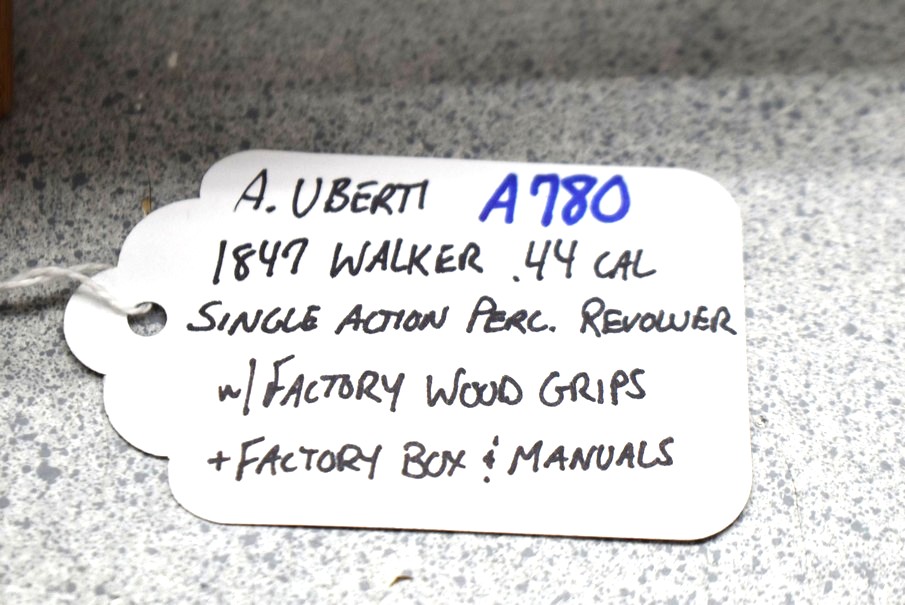 A. UBERTI A780
1847 WALKER .44 CAL
SINGLE ACTION PERC. REVOLVER
w/ FACTORY WOOD GRIPS
+ FACTORY BOX & MANUALS